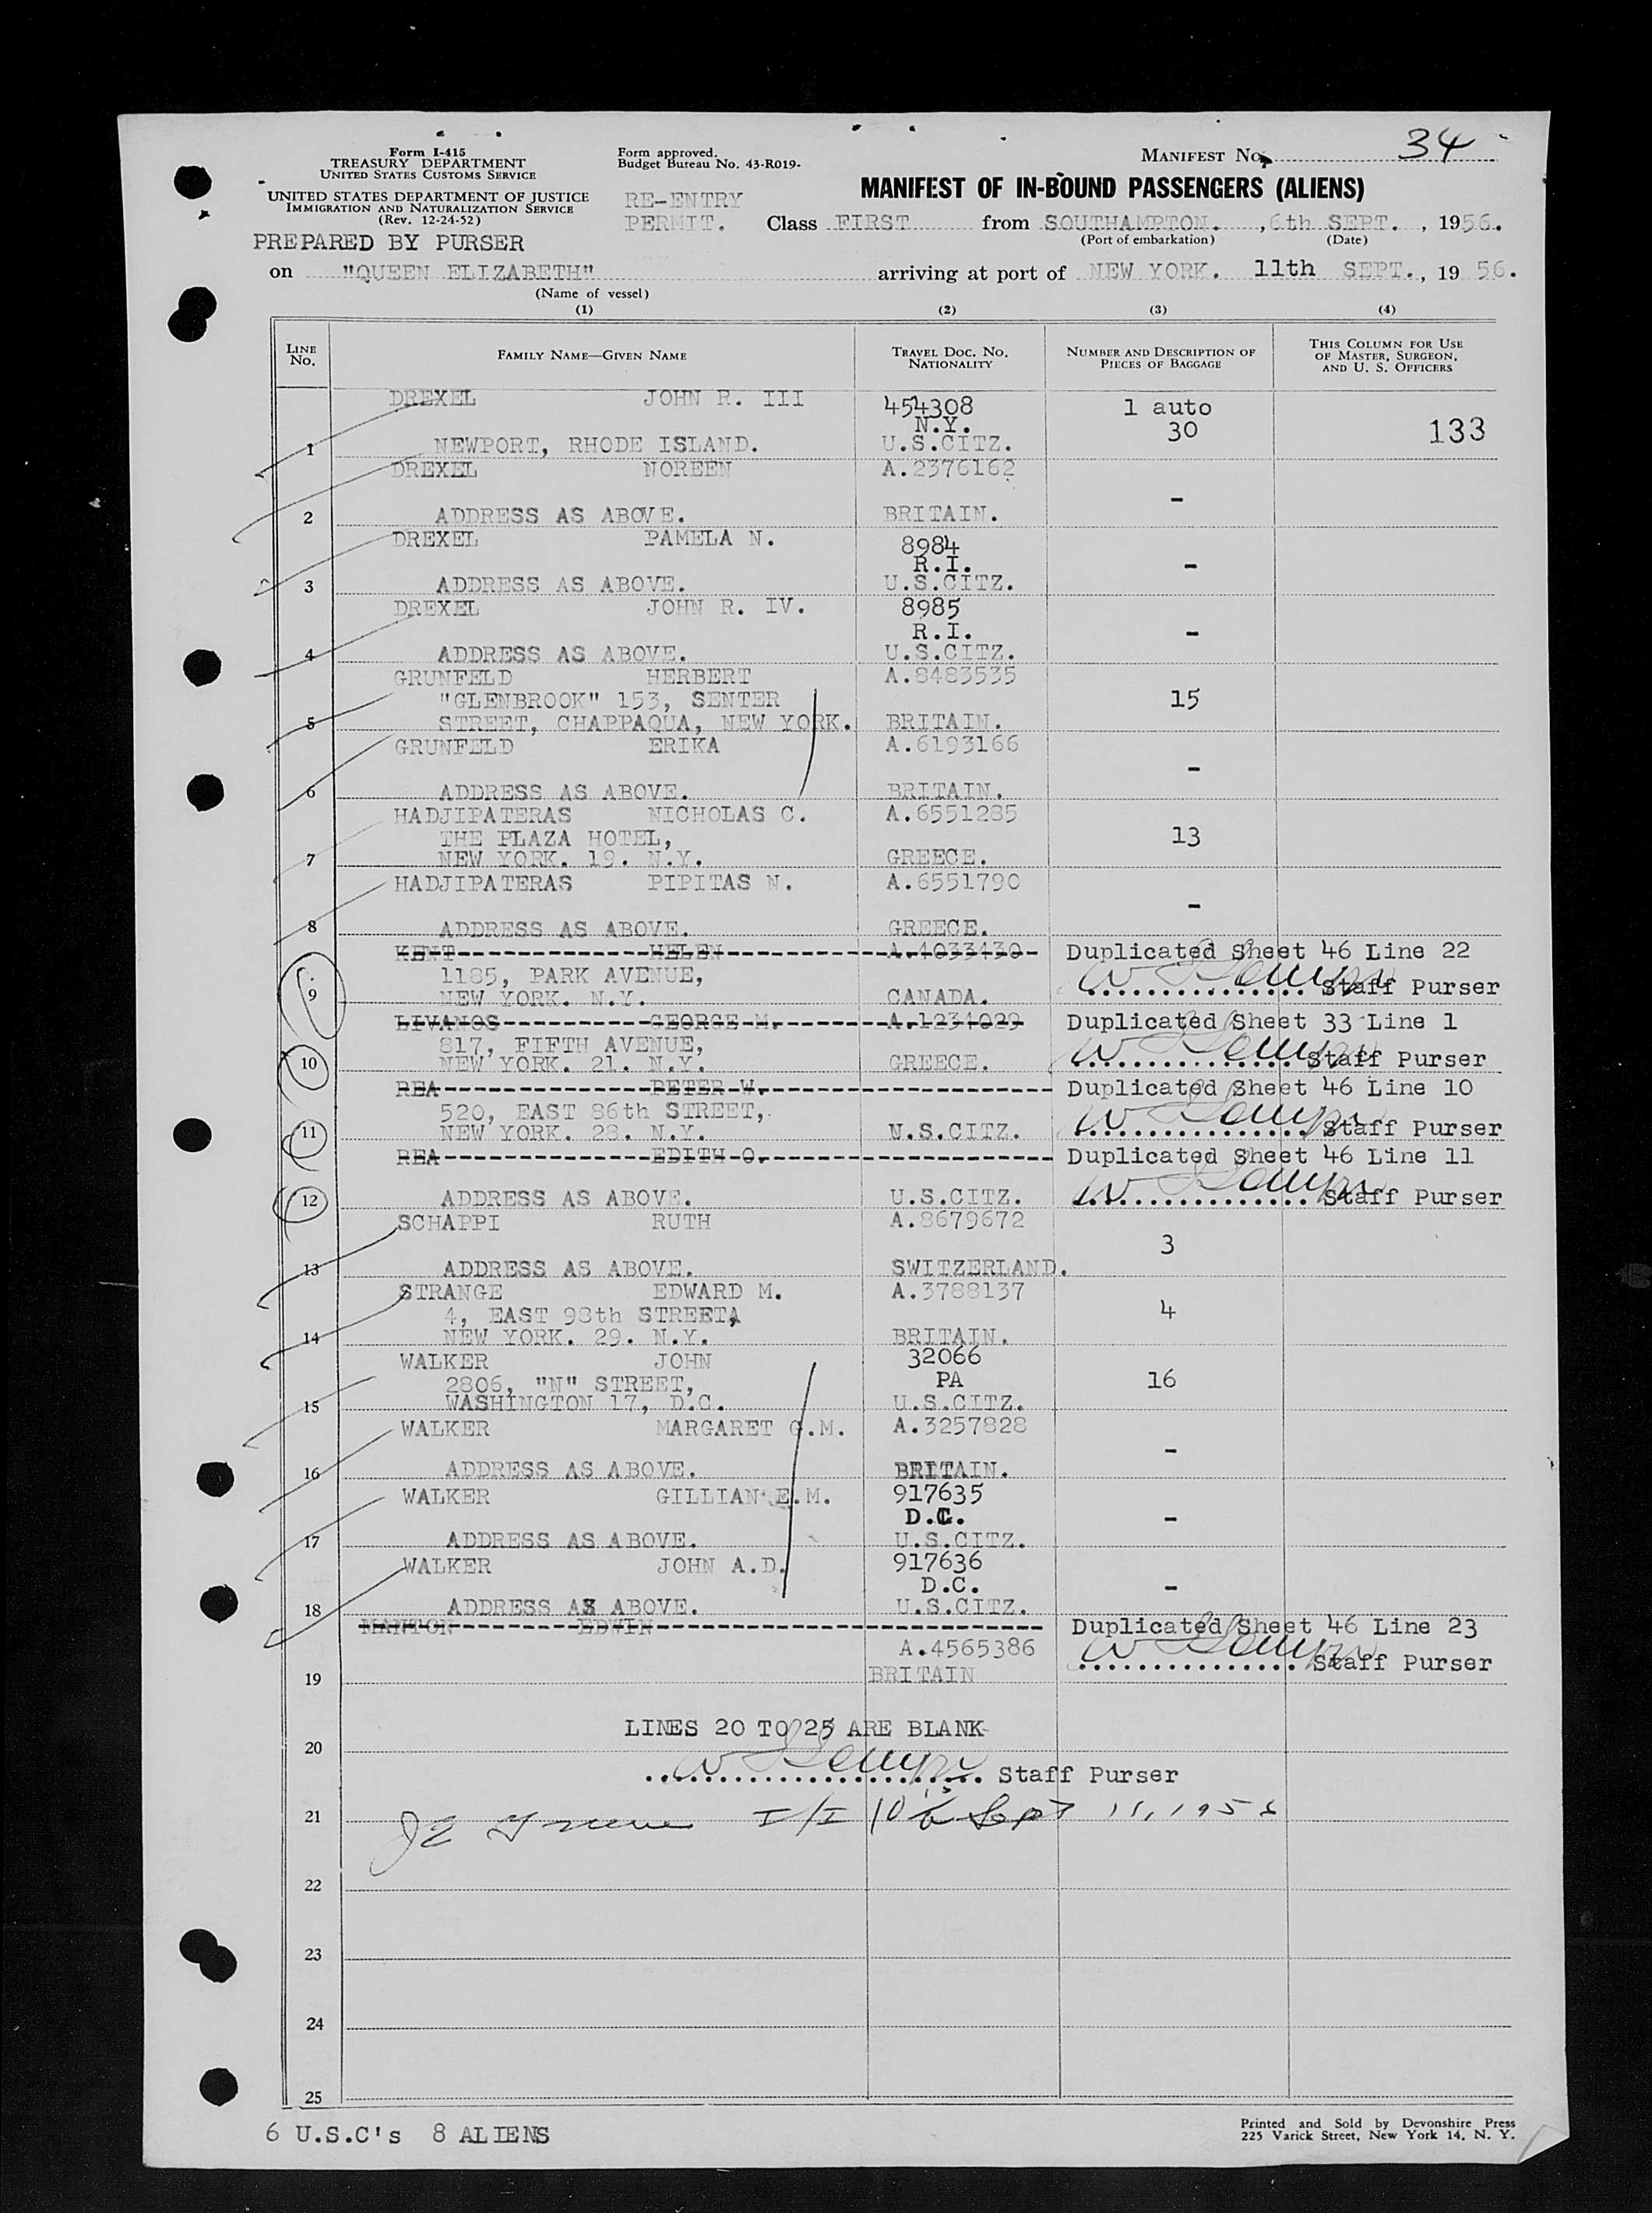 Form I-415
TREASURY DEPARTMENT
UNITED STATES CUSTOMS SERVICE
UNITED STATES DEPARTMENT OF JUSTICE
IMMIGRATION AND NATURALIZATION SERVICE
(Rev. 12-24-52)
PREPARED BY PURSER
Form approved.
Budget Bureau No. 43-R019-
RE-ENTRY
PERMIT.
MANIFEST No. 34
MANIFEST OF IN-BOUND PASSENGERS (ALIENS)
Class FIRST from SOUTHAMPTON. , 6th SEPT. , 1956.
(Port of embarkation) (Date)
on "QUEEN ELIZABETH" arriving at port of NEW YORK. 11th SEPT., 19 56.
(Name of vessel)
(1) (2) (3) (4)
LINE No. FAMILY NAME—GIVEN NAME TRAVEL DOC. No. NATIONALITY NUMBER AND DESCRIPTION OF PIECES OF BAGGAGE THIS COLUMN FOR USE OF MASTER, SURGEON, AND U. S. OFFICERS
DREXEL JOHN R. III 454308 1 auto
N.Y. 30 133
1 NEWPORT, RHODE ISLAND. U.S.CITZ.
DREXEL NOREEN A.2376162
-
2 ADDRESS AS ABOVE. BRITAIN.
DREXEL PAMELA N. 8984
R.I. -
3 ADDRESS AS ABOVE. U.S.CITZ.
DREXEL JOHN R. IV. 8985
R.I. -
4 ADDRESS AS ABOVE. U.S.CITZ.
GRUNFELD HERBERT A.8483535
"GLENBROOK" 153, SENTER 15
5 STREET, CHAPPAQUA, NEW YORK. BRITAIN.
GRUNFELD ERIKA A.6193166
-
6 ADDRESS AS ABOVE. BRITAIN.
HADJIPATERAS NICHOLAS C. A.6551285
THE PLAZA HOTEL, 13
7 NEW YORK. 19. N.Y. GREECE.
HADJIPATERAS PIPITAS N. A.6551790
-
8 ADDRESS AS ABOVE. GREECE.
KENT HELEN A.4033430 Duplicated Sheet 46 Line 22
1185, PARK AVENUE,
9 NEW YORK. N.Y. CANADA. Staff Purser
LIVANOS GEORGE M. A.1234029 Duplicated Sheet 33 Line 1
817, FIFTH AVENUE,
10 NEW YORK. 21. N.Y. GREECE. Staff Purser
REA PETER W. Duplicated Sheet 46 Line 10
520, EAST 86th STREET,
11 NEW YORK. 28. N.Y. U.S.CITZ. Staff Purser
REA EDITH O. Duplicated Sheet 46 Line 11
12 ADDRESS AS ABOVE. U.S.CITZ. Staff Purser
SCHAPPI RUTH A.8679672
3
13 ADDRESS AS ABOVE. SWITZERLAND.
STRANGE EDWARD M. A.3788137
4, EAST 98th STREET, 4
14 NEW YORK. 29. N.Y. BRITAIN.
WALKER JOHN 32066
2806, "N" STREET, PA 16
15 WASHINGTON 17, D.C. U.S.CITZ.
WALKER MARGARET G.M. A.3257828
-
16 ADDRESS AS ABOVE. BRITAIN.
WALKER GILLIAN E.M. 917635
D.C. -
17 ADDRESS AS ABOVE. U.S.CITZ.
WALKER JOHN A.D. 917636
D.C. -
18 ADDRESS AS ABOVE. U.S.CITZ.
MANTON EDWIN Duplicated Sheet 46 Line 23
A.4565386
19 BRITAIN Staff Purser
LINES 20 TO 25 ARE BLANK
20
Staff Purser
21 Sept 11, 1956
22
23
24
25
6 U.S.C's 8 ALIENS
Printed and Sold by Devonshire Press
225 Varick Street, New York 14, N. Y.